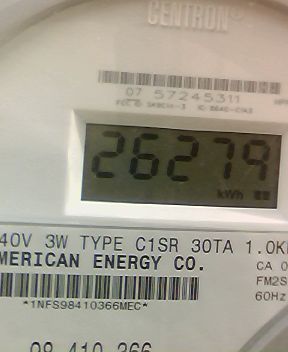 CENTRON®
07 57245311
26279
kWh
40V 3W TYPE C1SR 30TA 1.0K
MERICAN ENERGY CO.
CA 0
FM2S
60Hz
*1NFS98410366MEC*
98 410 366